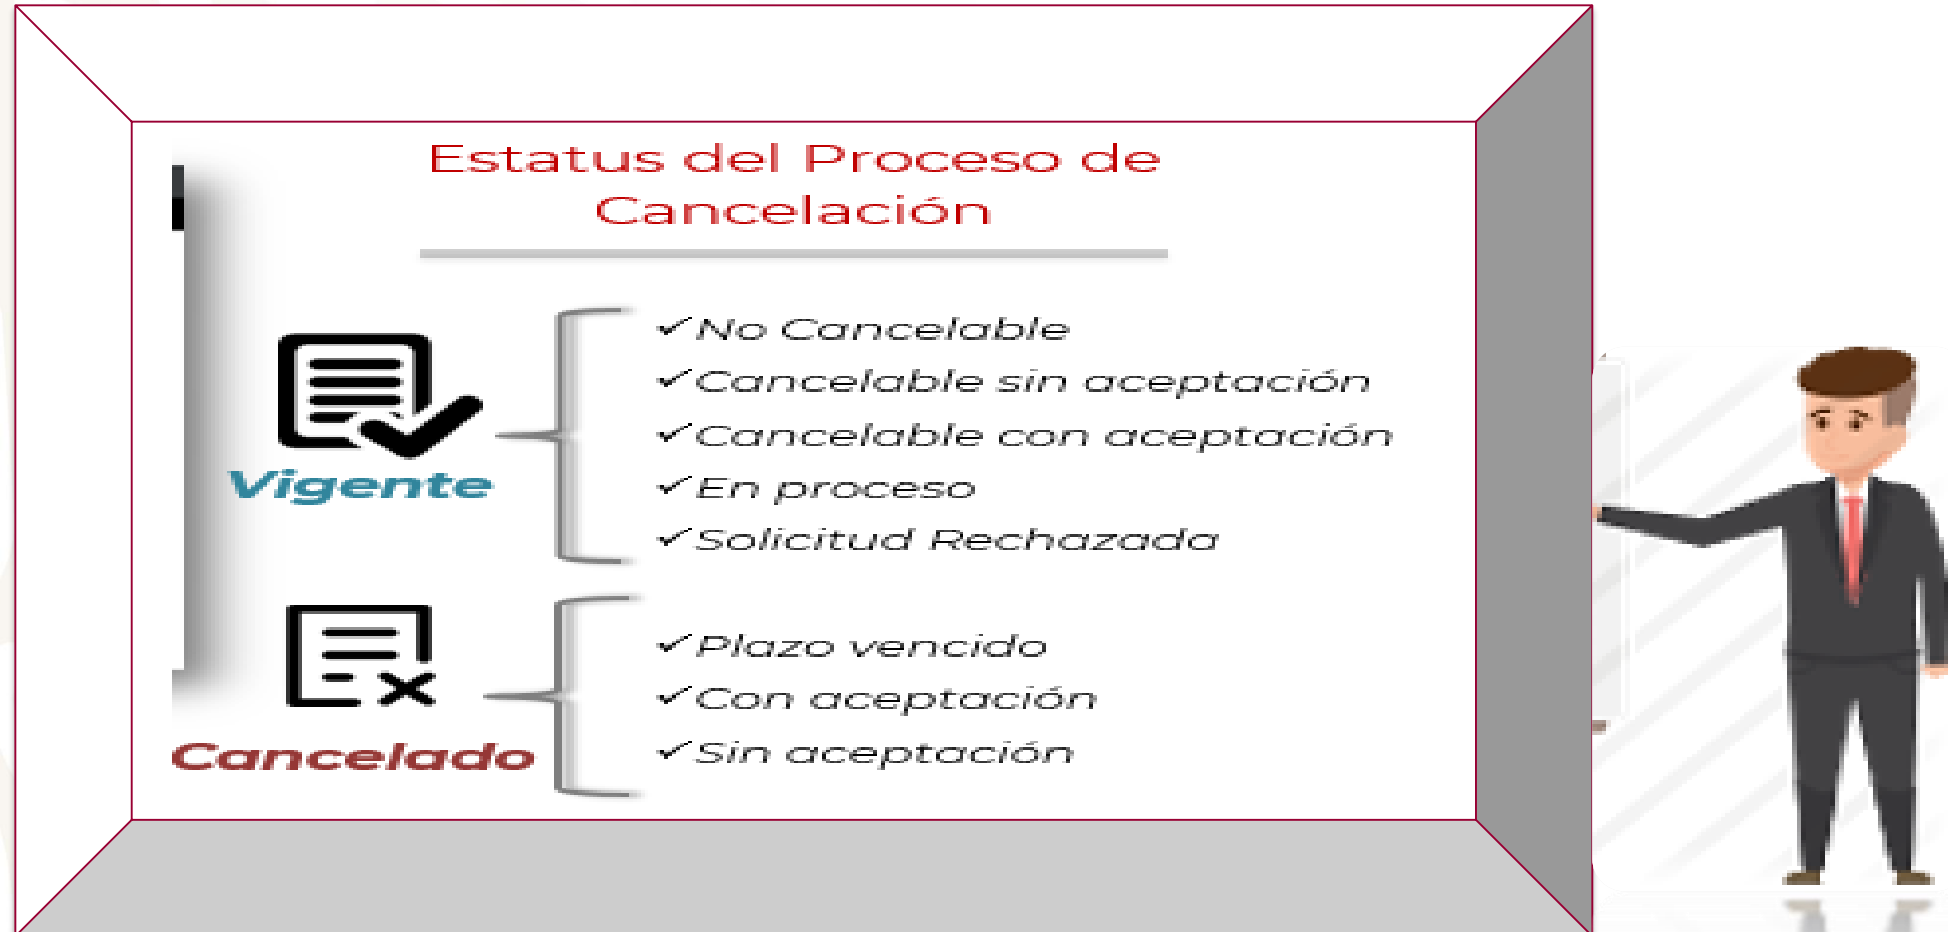 Estatus del Proceso de
Cancelación
✓No Cancelable
✓Cancelable sin aceptación
✓Cancelable con aceptación
✓En proceso
✓Solicitud Rechazada
Vigente
✓Plazo vencido
✓Con aceptación
✓Sin aceptación
Cancelado